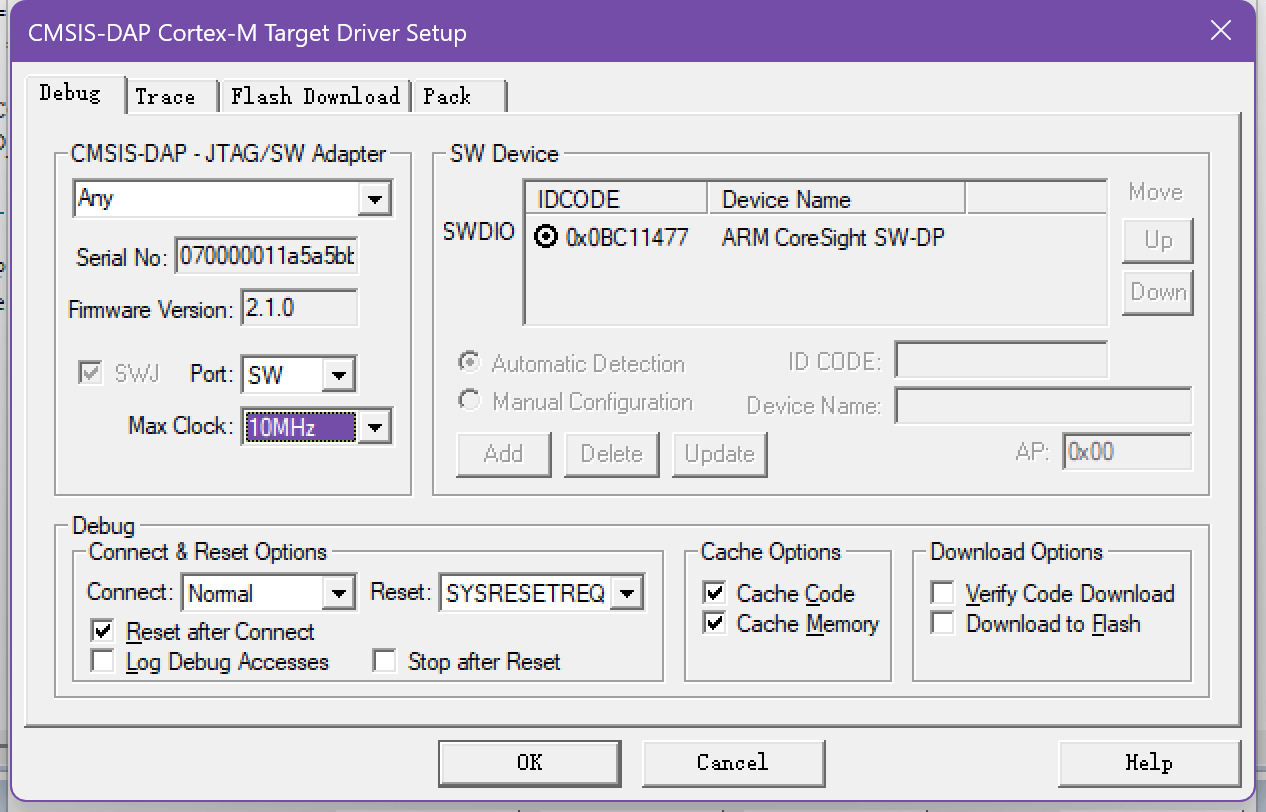 CMSIS-DAP Cortex-M Target Driver Setup
Debug Trace Flash Download Pack
CMSIS-DAP - JTAG/SW Adapter
Any
Serial No: 070000011a5a5bb
Firmware Version: 2.1.0
SWJ Port: SW
Max Clock: 10MHz
SW Device
IDCODE Device Name
SWDIO 0x0BC11477 ARM CoreSight SW-DP
Move
Up
Down
Automatic Detection ID CODE:
Manual Configuration Device Name:
Add Delete Update AP: 0x00
Debug
Connect & Reset Options
Connect: Normal Reset: SYSRESETREQ
Reset after Connect
Log Debug Accesses Stop after Reset
Cache Options
Cache Code
Cache Memory
Download Options
Verify Code Download
Download to Flash
OK Cancel Help